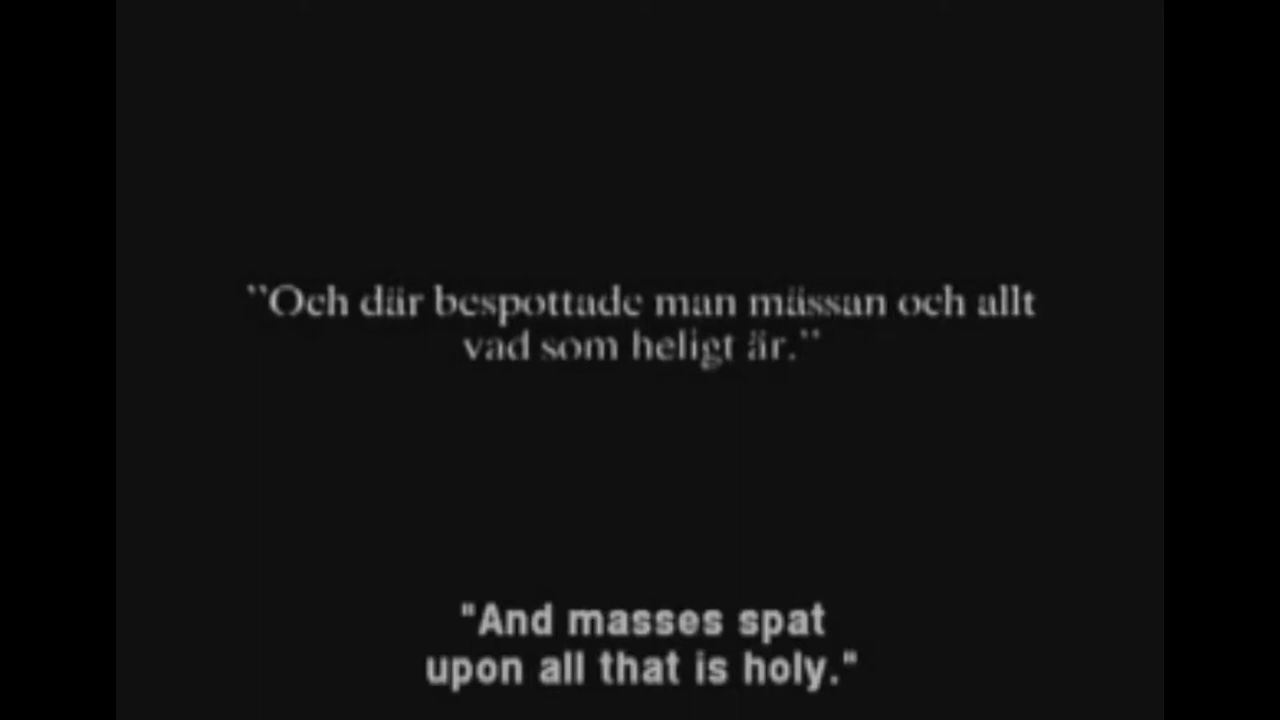 ”Och där bespottade man mässan och allt
vad som heligt är.”
"And masses spat
upon all that is holy."